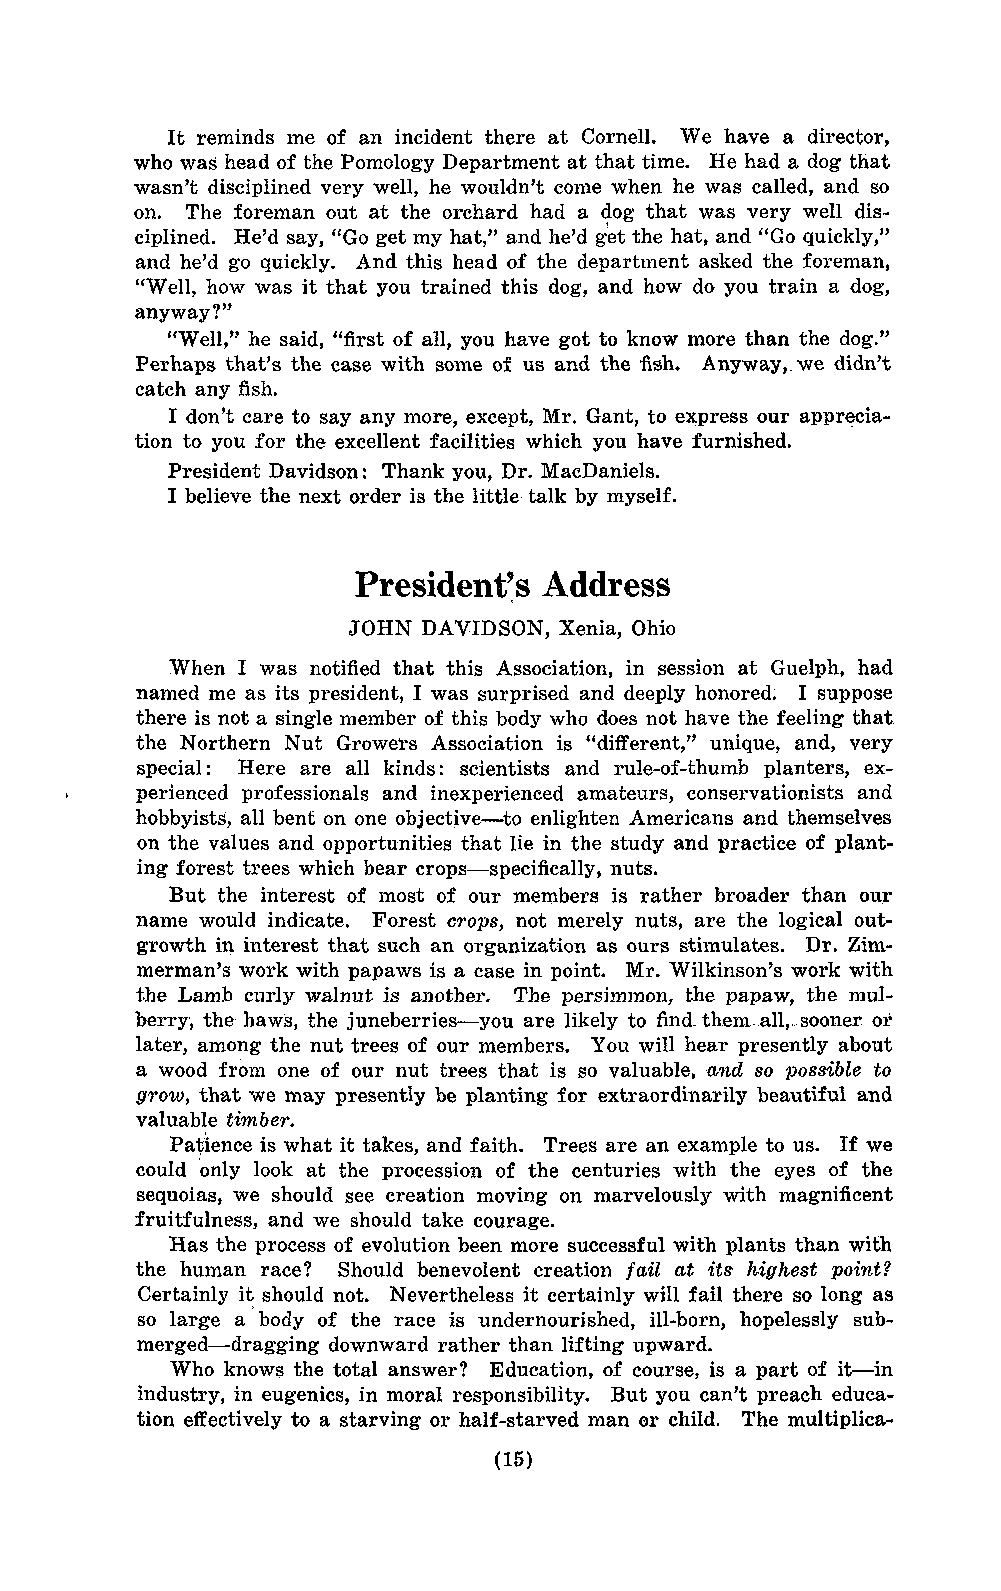 It reminds me of an incident there at Cornell. We have a director,
who was head of the Pomology Department at that time. He had a dog that
wasn't disciplined very well, he wouldn't come when he was called, and so
on. The foreman out at the orchard had a dog that was very well dis-
ciplined. He'd say, “Go get my hat,” and he'd get the hat, and “Go quickly,”
and he'd go quickly. And this head of the department asked the foreman,
“Well, how was it that you trained this dog, and how do you train a dog,
anyway?”
“Well,” he said, “first of all, you have got to know more than the dog.”
Perhaps that's the case with some of us and the fish. Anyway, we didn't
catch any fish.
I don't care to say any more, except, Mr. Gant, to express our apprecia-
tion to you for the excellent facilities which you have furnished.
President Davidson: Thank you, Dr. MacDaniels.
I believe the next order is the little talk by myself.
President's Address
JOHN DAVIDSON, Xenia, Ohio
When I was notified that this Association, in session at Guelph, had
named me as its president, I was surprised and deeply honored. I suppose
there is not a single member of this body who does not have the feeling that
the Northern Nut Growers Association is “different,” unique, and, very
special: Here are all kinds: scientists and rule-of-thumb planters, ex-
perienced professionals and inexperienced amateurs, conservationists and
hobbyists, all bent on one objective—to enlighten Americans and themselves
on the values and opportunities that lie in the study and practice of plant-
ing forest trees which bear crops—specifically, nuts.
But the interest of most of our members is rather broader than our
name would indicate. Forest crops, not merely nuts, are the logical out-
growth in interest that such an organization as ours stimulates. Dr. Zim-
merman's work with papaws is a case in point. Mr. Wilkinson's work with
the Lamb curly walnut is another. The persimmon, the papaw, the mul-
berry, the haws, the juneberries—you are likely to find them all, sooner or
later, among the nut trees of our members. You will hear presently about
a wood from one of our nut trees that is so valuable, and so possible to
grow, that we may presently be planting for extraordinarily beautiful and
valuable timber.
Patience is what it takes, and faith. Trees are an example to us. If we
could only look at the procession of the centuries with the eyes of the
sequoias, we should see creation moving on marvelously with magnificent
fruitfulness, and we should take courage.
Has the process of evolution been more successful with plants than with
the human race? Should benevolent creation fail at its highest point?
Certainly it should not. Nevertheless it certainly will fail there so long as
so large a body of the race is undernourished, ill-born, hopelessly sub-
merged—dragging downward rather than lifting upward.
Who knows the total answer? Education, of course, is a part of it—in
industry, in eugenics, in moral responsibility. But you can't preach educa-
tion effectively to a starving or half-starved man or child. The multiplica-
(15)